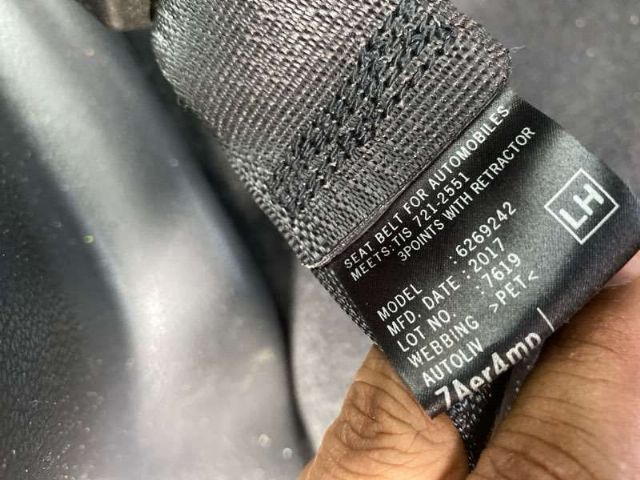 SEAT BELT FOR AUTOMOBILES
MEETS: TIS 721-2551
3POINTS WITH RETRACTOR
LH
MODEL : 6269242
MFD. DATE : 2017
LOT NO : 7619
WEBBING >PET<
AUTOLIV